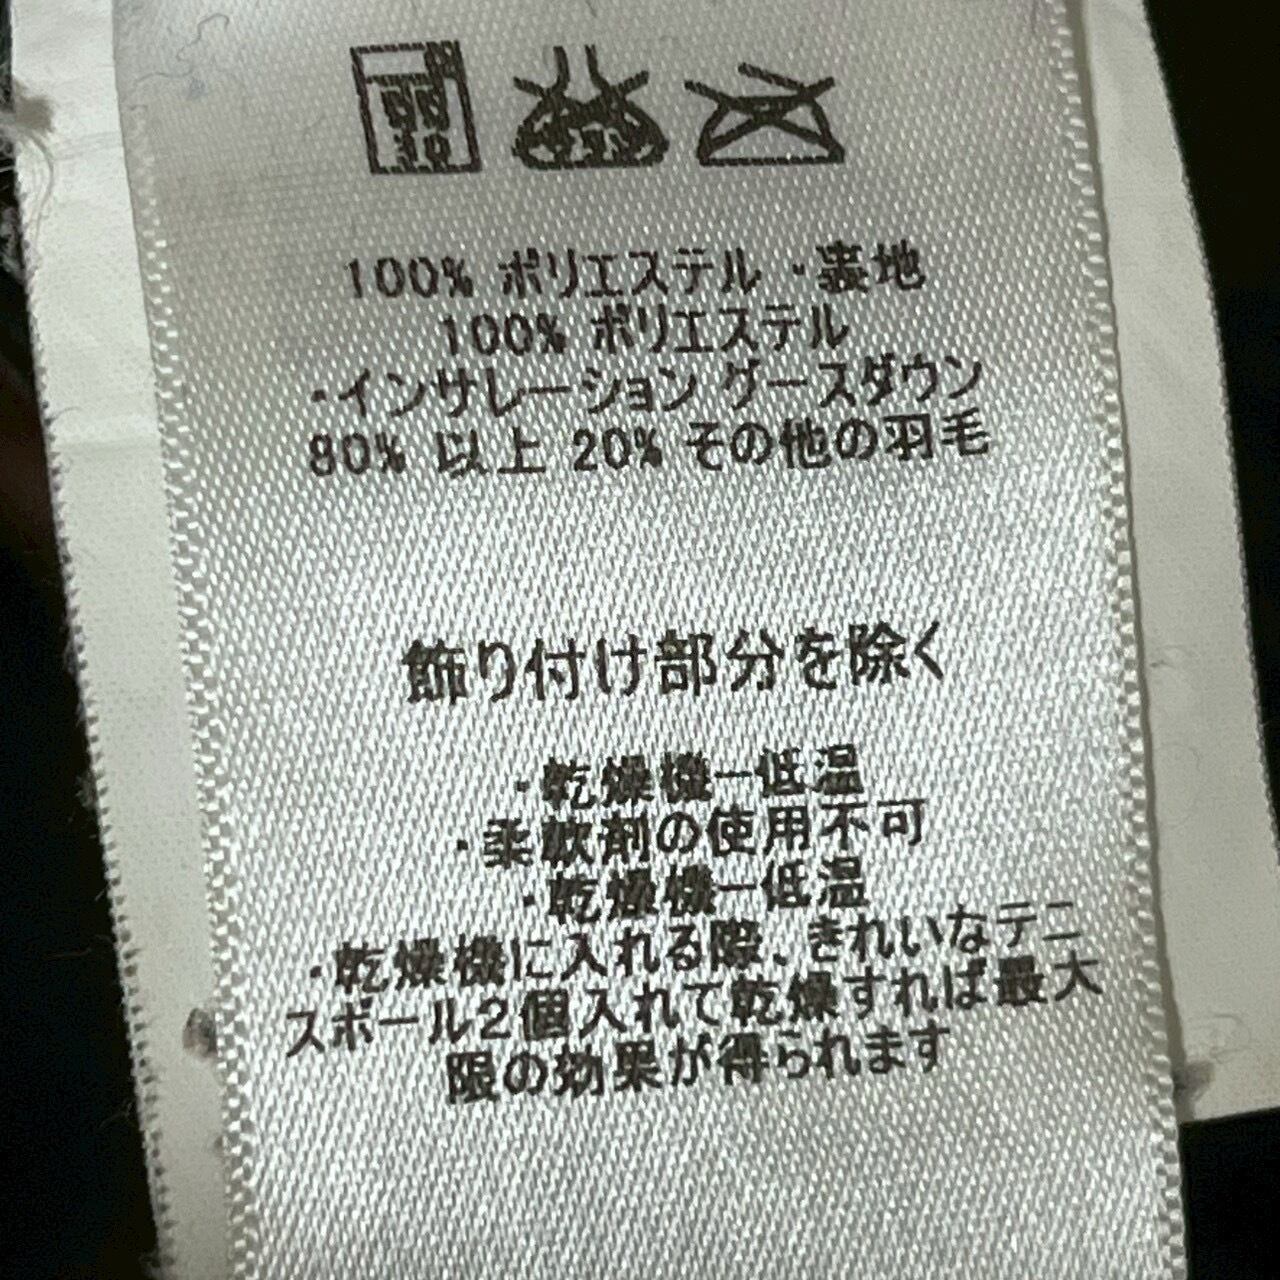 100% ポリエステル ・裏地
100% ポリエステル
・インサレーション グースダウン
80% 以上 20% その他の羽毛
飾り付け部分を除く
・乾燥機ー低温
・柔軟剤の使用不可
・乾燥機ー低温
・乾燥機に入れる際、きれいなテニ
スボール2個入れて乾燥すれば最大
限の効果が得られます